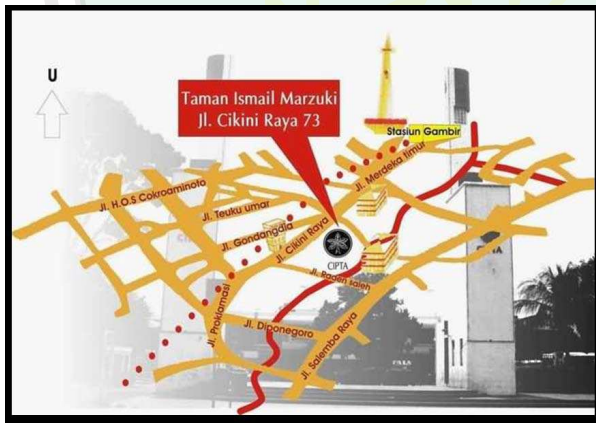 U
Taman Ismail Marzuki
Jl. Cikini Raya 73
Stasiun Gambir
Jl. Merdeka Timur
Jl. H.O.S Cokroaminoto
Jl. Teuku umar
Jl. Gondangdia
Jl. Cikini Raya
CIPTA
Jl. Raden saleh
Jl. Proklamasi
Jl. Diponegoro
Jl. Salemba Raya